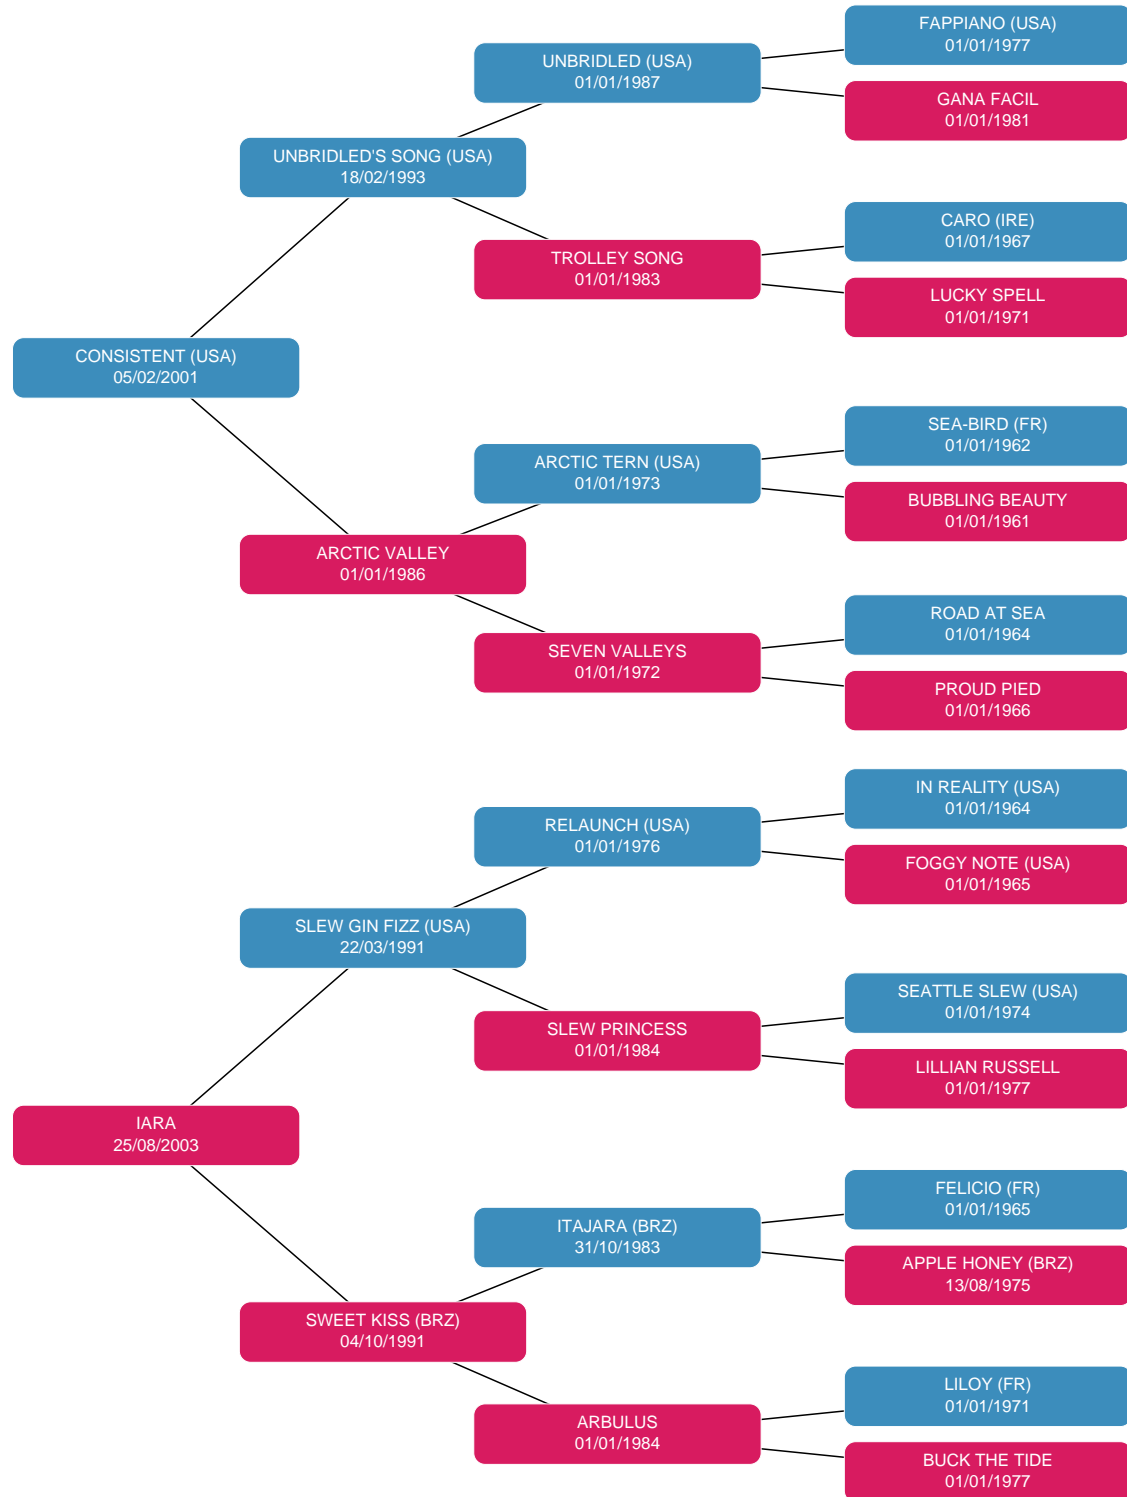 FAPPIANO (USA)
01/01/1977
UNBRIDLED (USA)
01/01/1987
GANA FACIL
01/01/1981
UNBRIDLED'S SONG (USA)
18/02/1993
CARO (IRE)
01/01/1967
TROLLEY SONG
01/01/1983
LUCKY SPELL
01/01/1971
CONSISTENT (USA)
05/02/2001
SEA-BIRD (FR)
01/01/1962
ARCTIC TERN (USA)
01/01/1973
BUBBLING BEAUTY
01/01/1961
ARCTIC VALLEY
01/01/1986
ROAD AT SEA
01/01/1964
SEVEN VALLEYS
01/01/1972
PROUD PIED
01/01/1966
IN REALITY (USA)
01/01/1964
RELAUNCH (USA)
01/01/1976
FOGGY NOTE (USA)
01/01/1965
SLEW GIN FIZZ (USA)
22/03/1991
SEATTLE SLEW (USA)
01/01/1974
SLEW PRINCESS
01/01/1984
LILLIAN RUSSELL
01/01/1977
IARA
25/08/2003
FELICIO (FR)
01/01/1965
ITAJARA (BRZ)
31/10/1983
APPLE HONEY (BRZ)
13/08/1975
SWEET KISS (BRZ)
04/10/1991
LILOY (FR)
01/01/1971
ARBULUS
01/01/1984
BUCK THE TIDE
01/01/1977